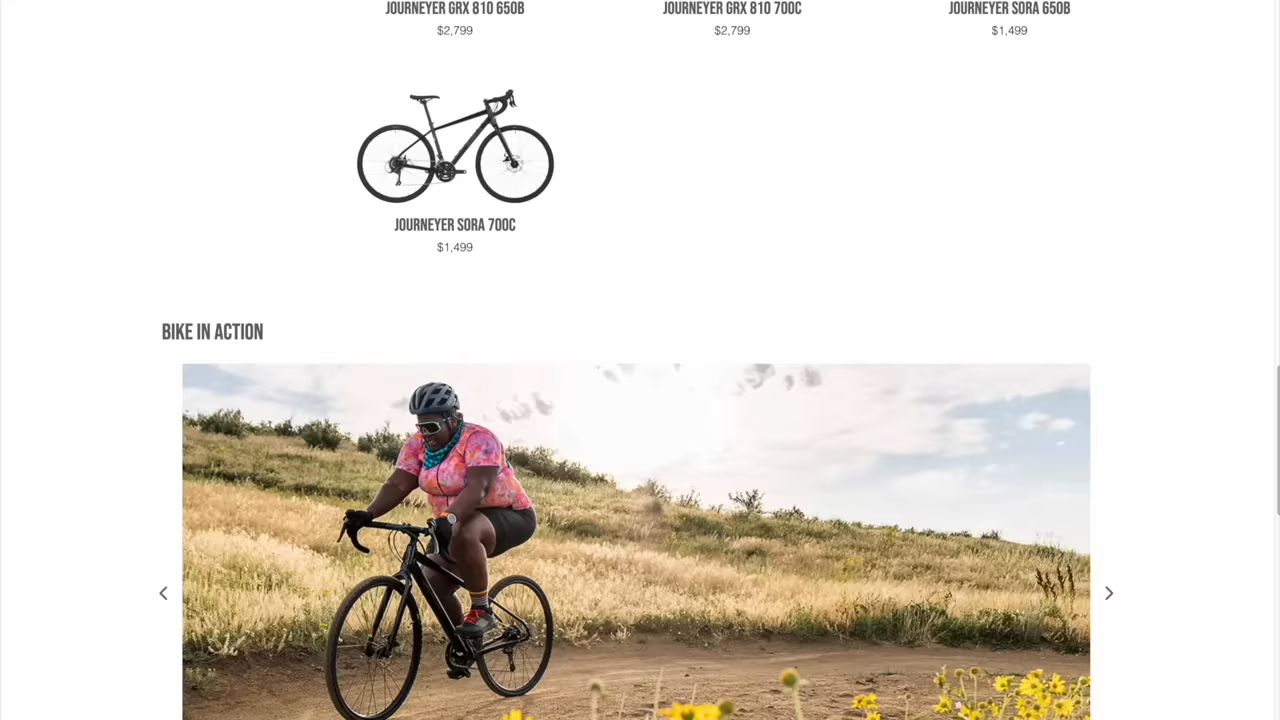 JOURNEYER GRX 810 650B
JOURNEYER GRX 810 700C
JOURNEYER SORA 650B
$2,799
$2,799
$1,499
JOURNEYER SORA 700C
$1,499
BIKE IN ACTION